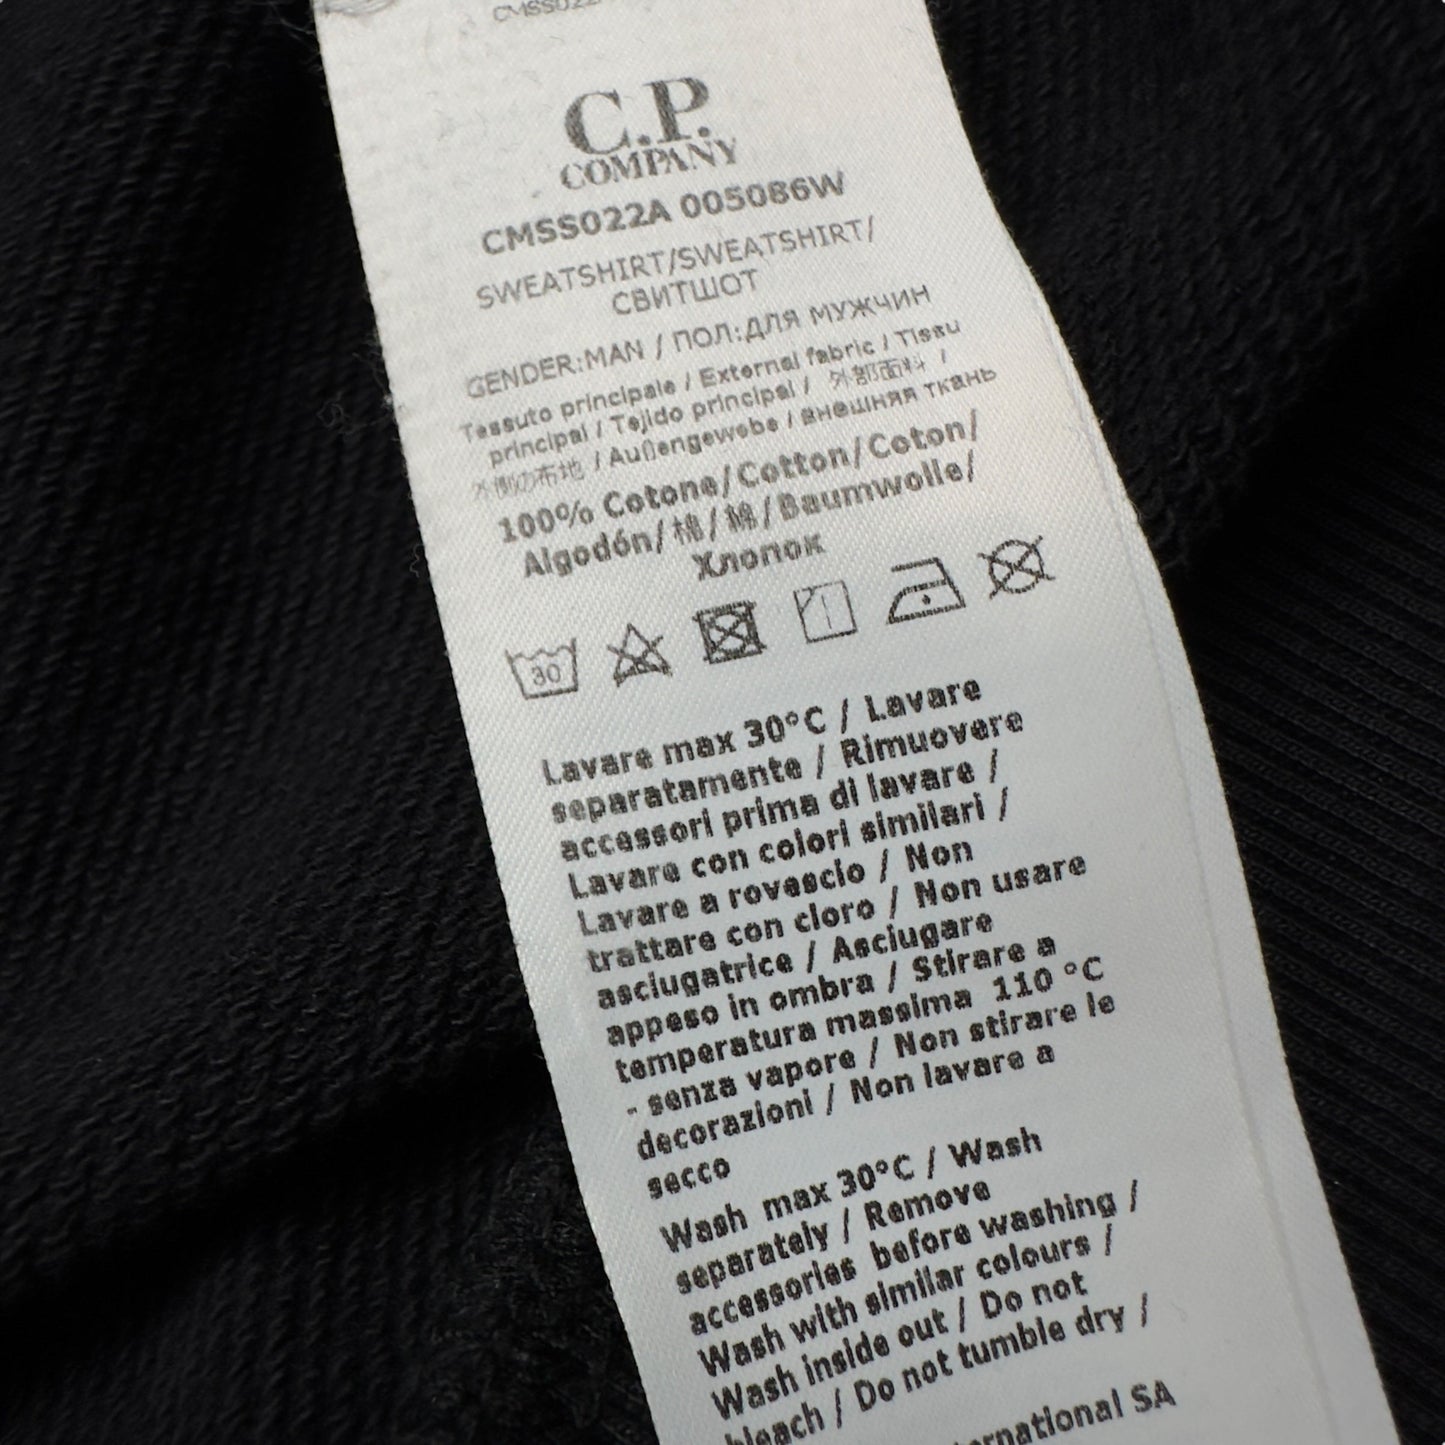 CMSS022A
C.P.
COMPANY
CMSS022A 005086W
SWEATSHIRT/SWEATSHIRT/
СВИТШОТ
GENDER:MAN / ПОЛ:ДЛЯ МУЖЧИН
Tessuto principale / External fabric / Tissu
principal / Tejido principal / 外部面料 /
外側の布地 / Außengewebe / внешняя ткань
100% Cotone/Cotton/Coton/
Algodón/棉/綿/Baumwolle/
Хлопок
30
Lavare max 30°C / Lavare
separatamente / Rimuovere
accessori prima di lavare /
Lavare con colori similari /
Lavare a rovescio / Non
trattare con cloro / Non usare
asciugatrice / Asciugare
appeso in ombra / Stirare a
temperatura massima 110 °C
- senza vapore / Non stirare le
decorazioni / Non lavare a
secco
Wash max 30°C / Wash
separately / Remove
accessories before washing /
Wash with similar colours /
Wash inside out / Do not
bleach / Do not tumble dry /
SA